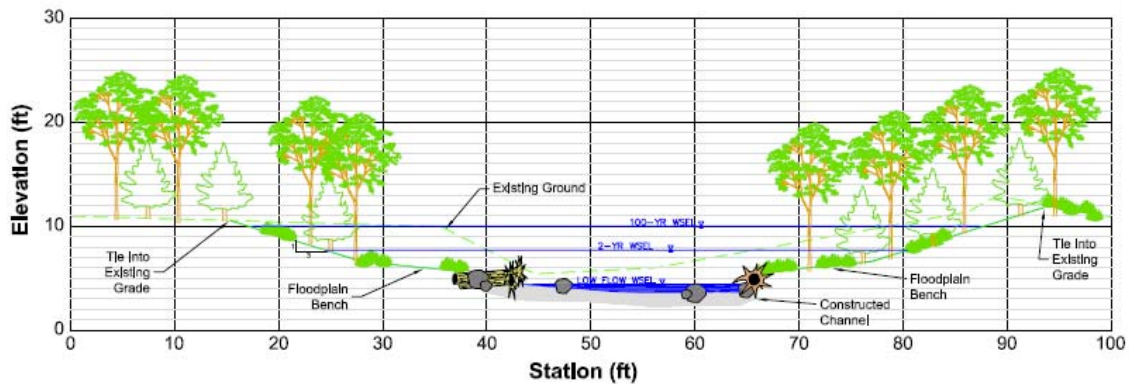 30
20
10
0
Elevation (ft)
Existing Ground
100-YR WSEL
2-YR WSEL
1
3
Tie into
Existing
Grade
Floodplain
Bench
LOW FLOW WSEL
Constructed
Channel
Floodplain
Bench
Tie into
Existing
Grade
0 10 20 30 40 50 60 70 80 90 100
Station (ft)